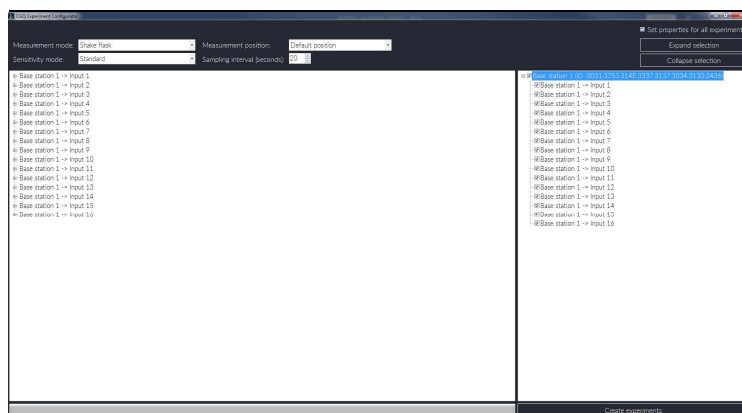 CGQ Experiment Configurator
Set properties for all experiment
Measurement mode: Shake flask Measurement position: Default position Expand selection
Sensitivity mode: Standard Sampling interval [seconds]: 20 Collapse selection
Base station 1 -> Input 1
Base station 1 -> Input 2
Base station 1 -> Input 3
Base station 1 -> Input 4
Base station 1 -> Input 5
Base station 1 -> Input 6
Base station 1 -> Input 7
Base station 1 -> Input 8
Base station 1 -> Input 9
Base station 1 -> Input 10
Base station 1 -> Input 11
Base station 1 -> Input 12
Base station 1 -> Input 13
Base station 1 -> Input 14
Base station 1 -> Input 15
Base station 1 -> Input 16
Base station 1 (ID: 0031:3753:314E:3337:3137:3034:3130:3436)
Base station 1 -> Input 1
Base station 1 -> Input 2
Base station 1 -> Input 3
Base station 1 -> Input 4
Base station 1 -> Input 5
Base station 1 -> Input 6
Base station 1 -> Input 7
Base station 1 -> Input 8
Base station 1 -> Input 9
Base station 1 -> Input 10
Base station 1 -> Input 11
Base station 1 -> Input 12
Base station 1 -> Input 13
Base station 1 -> Input 14
Base station 1 -> Input 15
Base station 1 -> Input 16
Create experiments